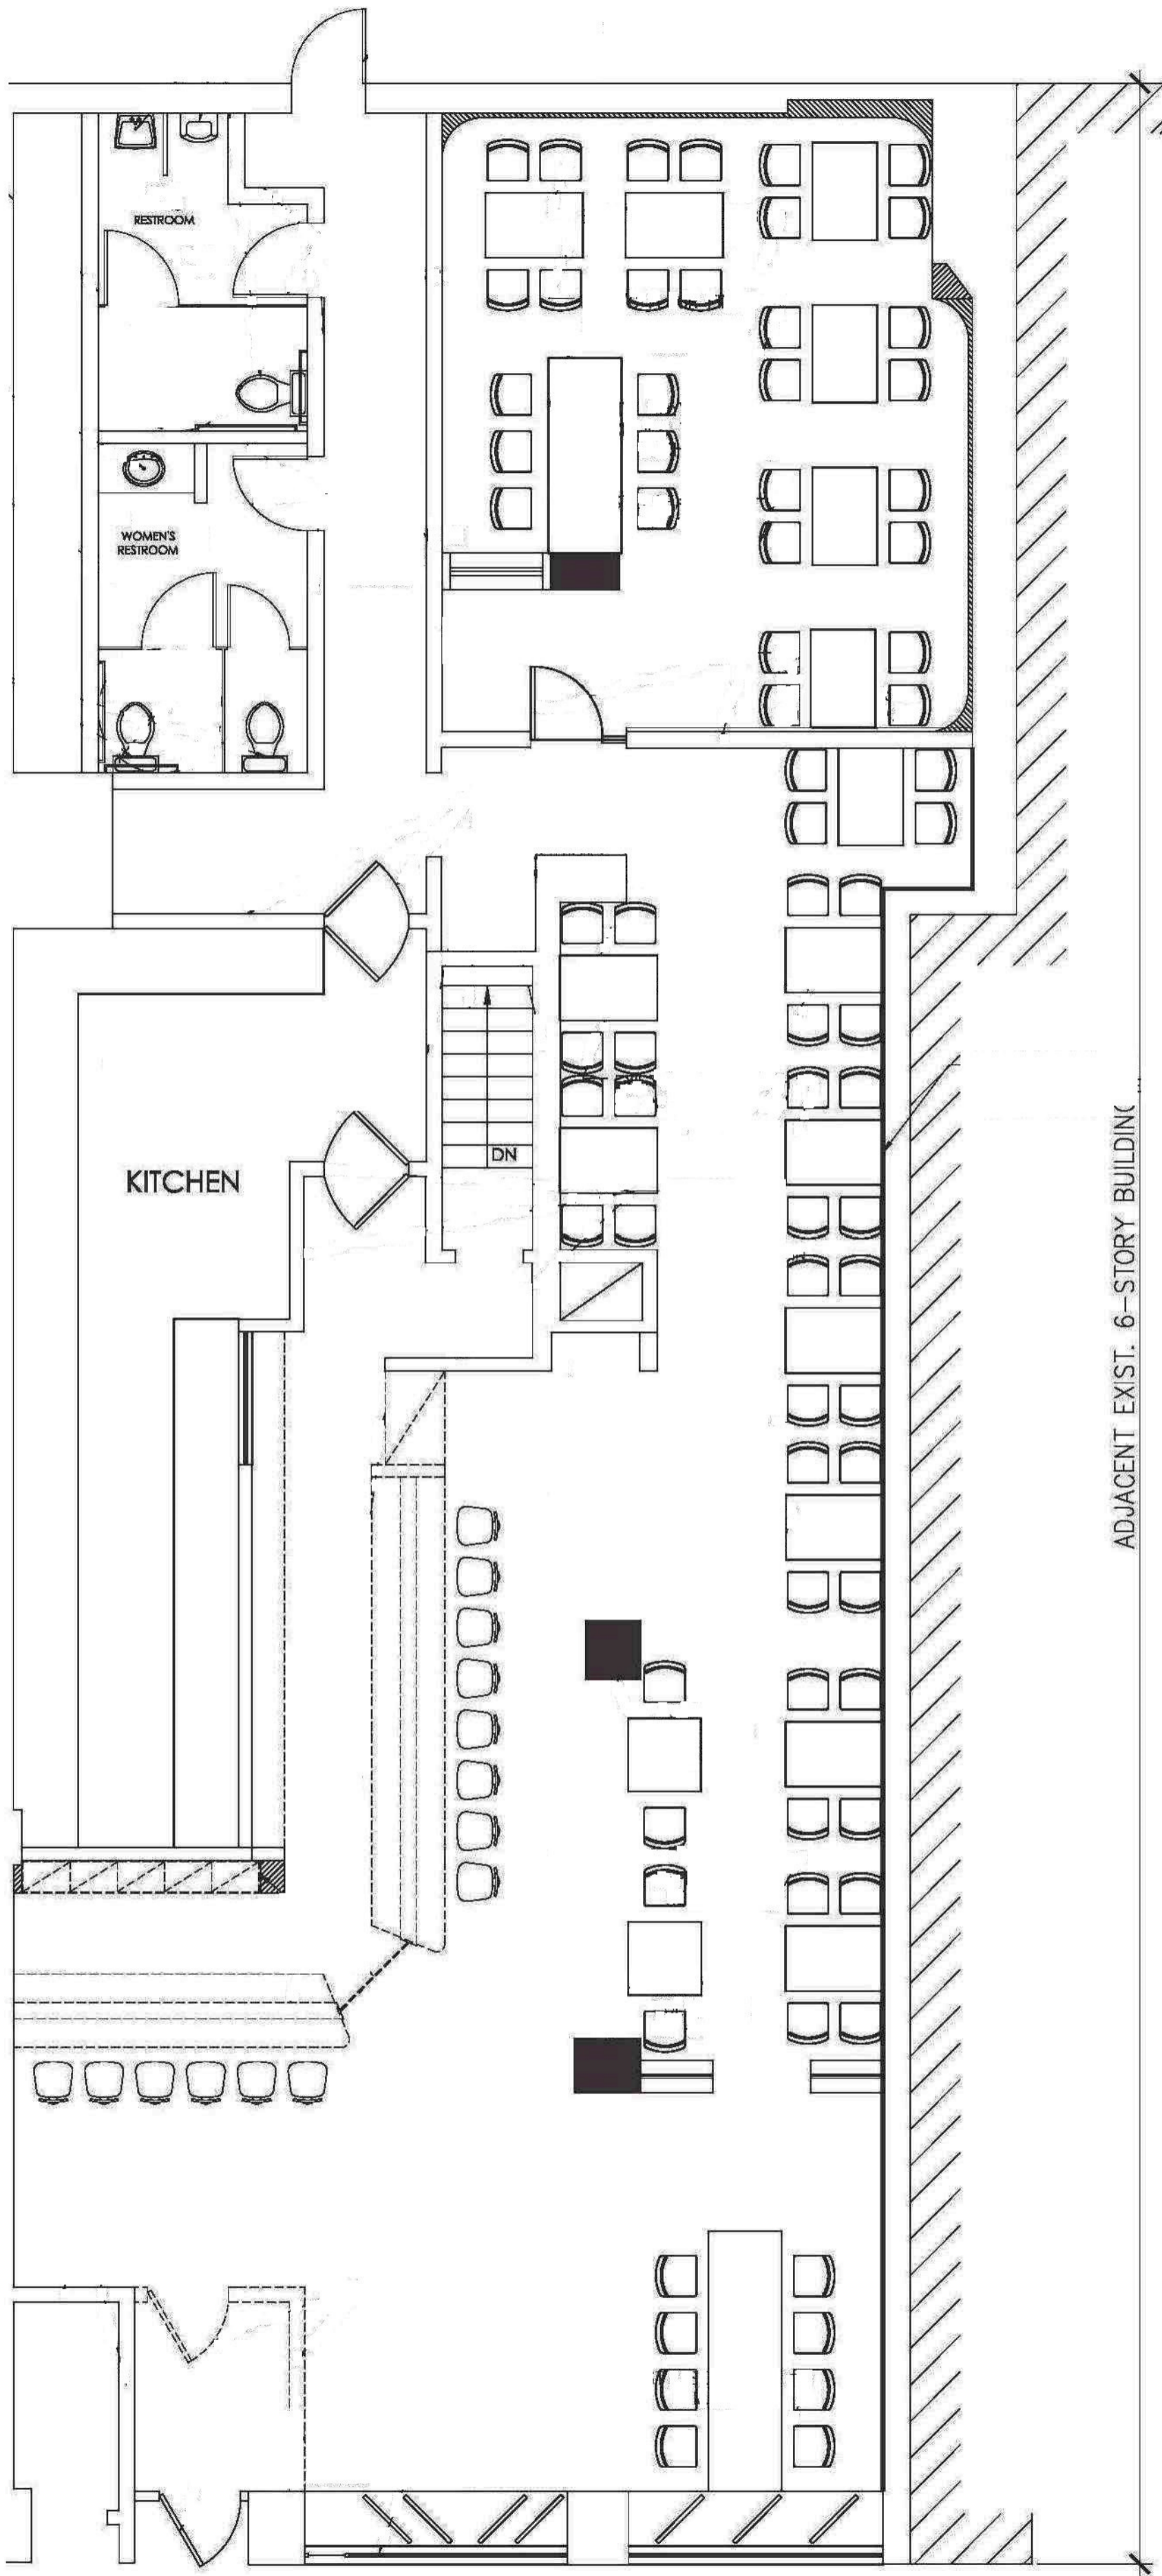 RESTROOM
WOMEN'S
RESTROOM
KITCHEN
DN
ADJACENT EXIST. 6-STORY BUILDING